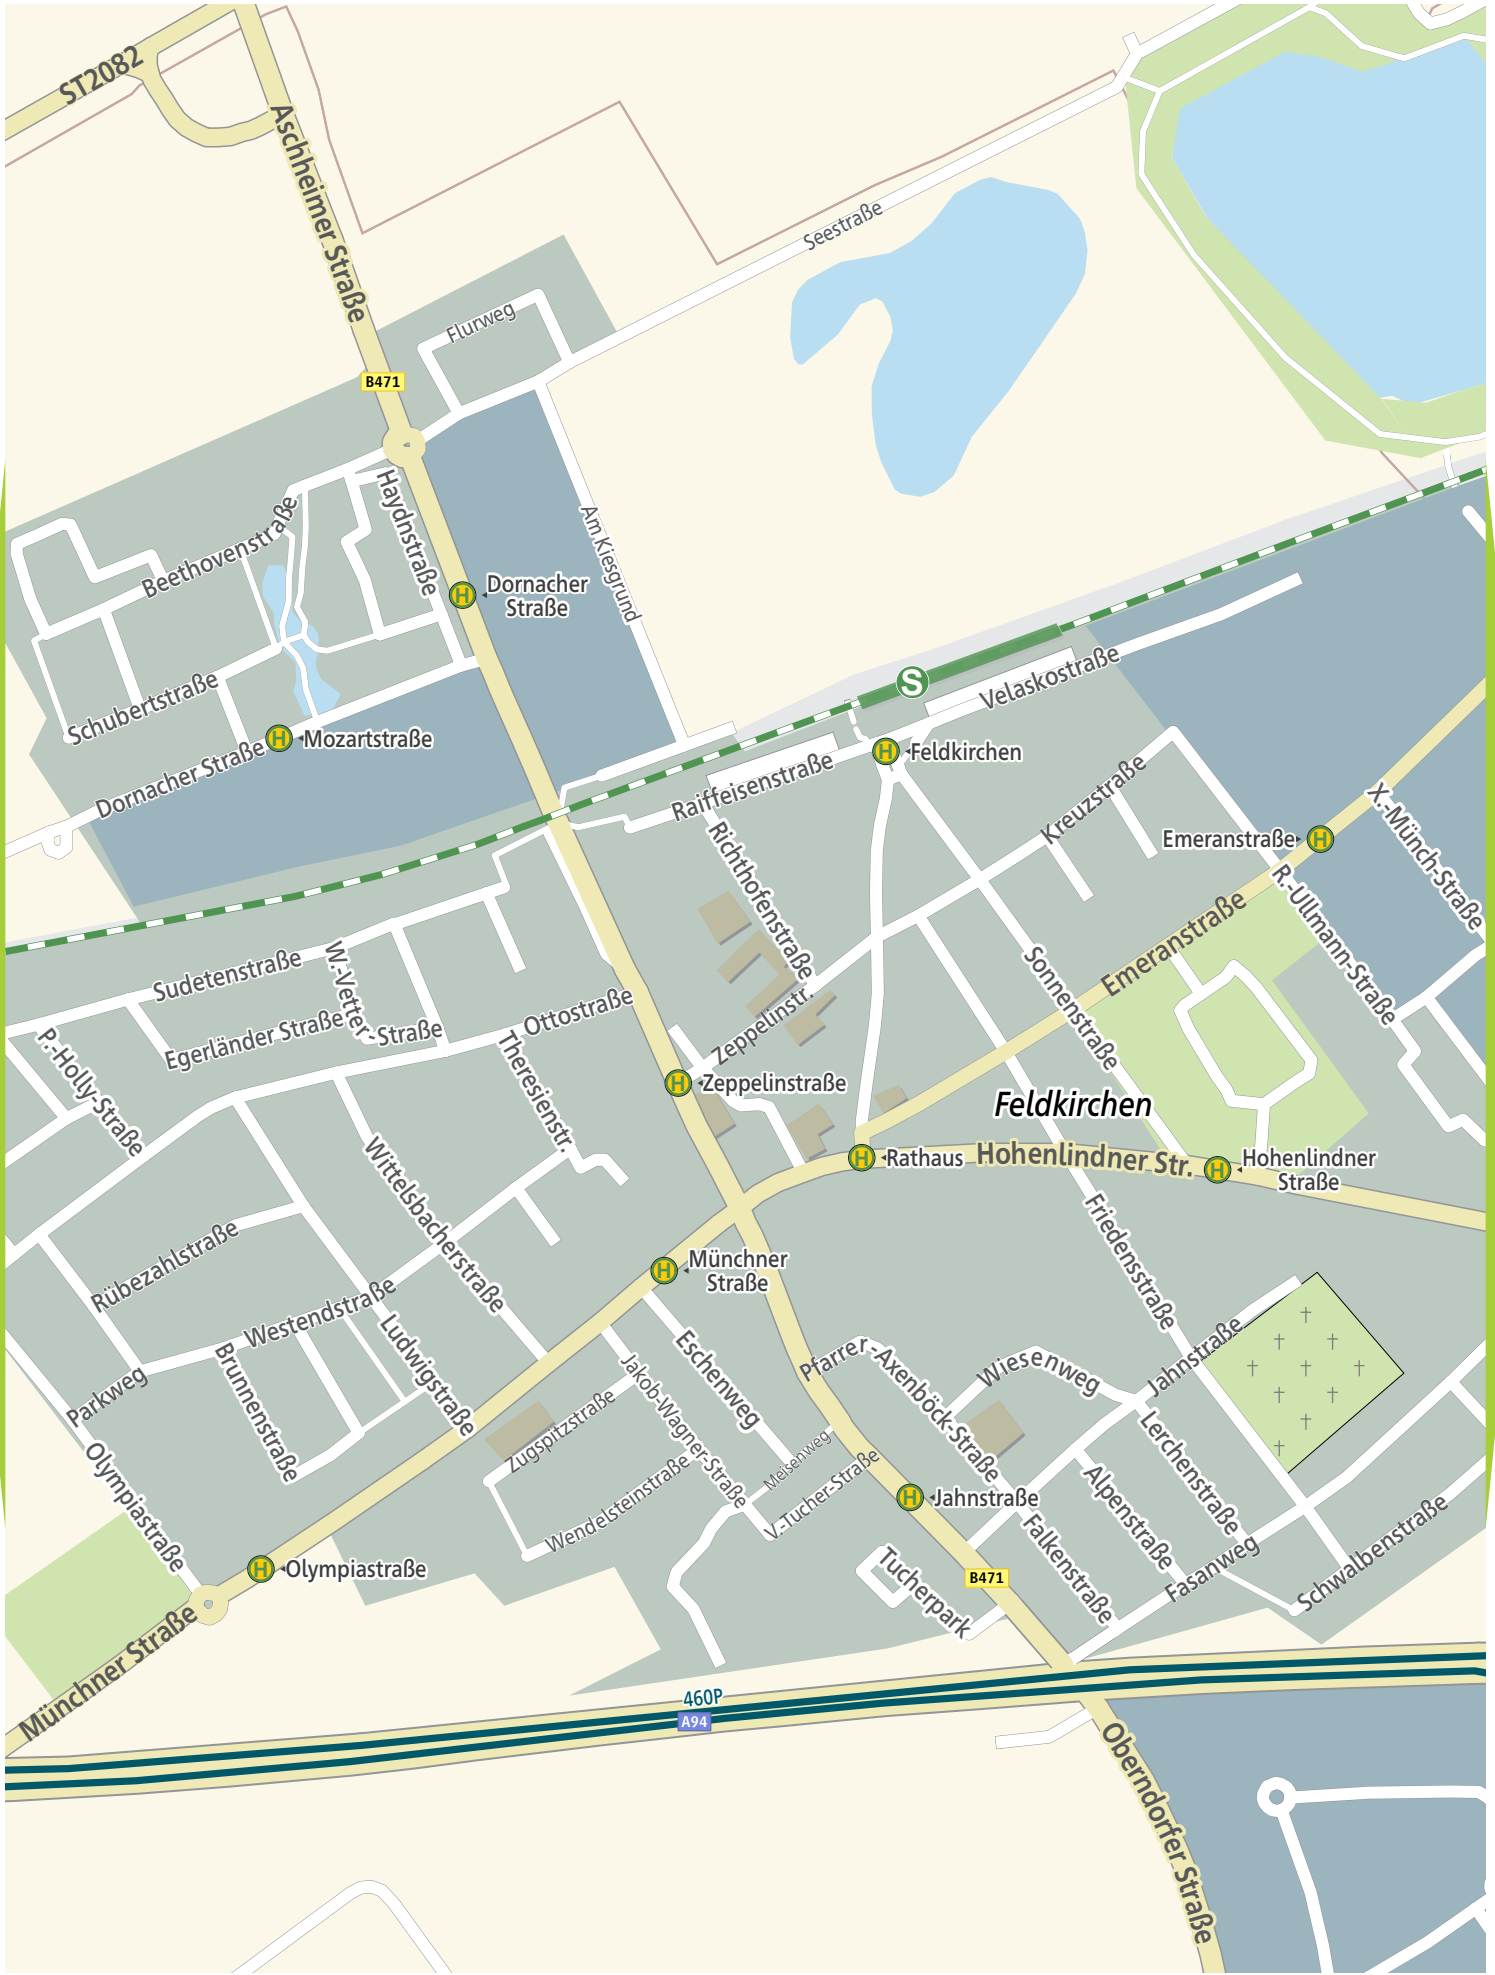 ST2082
Aschheimer Straße
Seestraße
Flurweg
B471
Haydnstraße
Beethovenstraße
Am Kiesgrund
H
Dornacher
Straße
S
Velaskostraße
Schubertstraße
H
Mozartstraße
H
Feldkirchen
Dornacher Straße
Raiffeisenstraße
Kreuzstraße
X.-Münch-Straße
Richthofenstraße
Emeranstraße
H
R.-Ullmann-Straße
Emeranstraße
Sudetenstraße
W.-Vetter-Straße
Sonnenstraße
Egerländer Straße
Ottostraße
Zeppelinstr.
P.-Holly-Straße
Theresienstr.
H
Zeppelinstraße
Feldkirchen
H
Rathaus
Hohenlindner Str.
H
Hohenlindner
Straße
Wittelsbacherstraße
Friedensstraße
Rübezahlstraße
H
Münchner
Straße
Westendstraße
Ludwigstraße
Eschenweg
Pfarrer-Axenböck-Straße
Wiesenweg
Jahnstraße
Brunnenstraße
Jakob-Wagner-Straße
Parkweg
Zugspitzstraße
Meisenweg
Lerchenstraße
Olympiastraße
Wendelsteinstraße
V.-Tucher-Straße
H
Jahnstraße
Alpenstraße
Falkenstraße
Fasanweg
Schwalbenstraße
H
Olympiastraße
Tucherpark
B471
Münchner Straße
460P
A94
Oberndorfer Straße